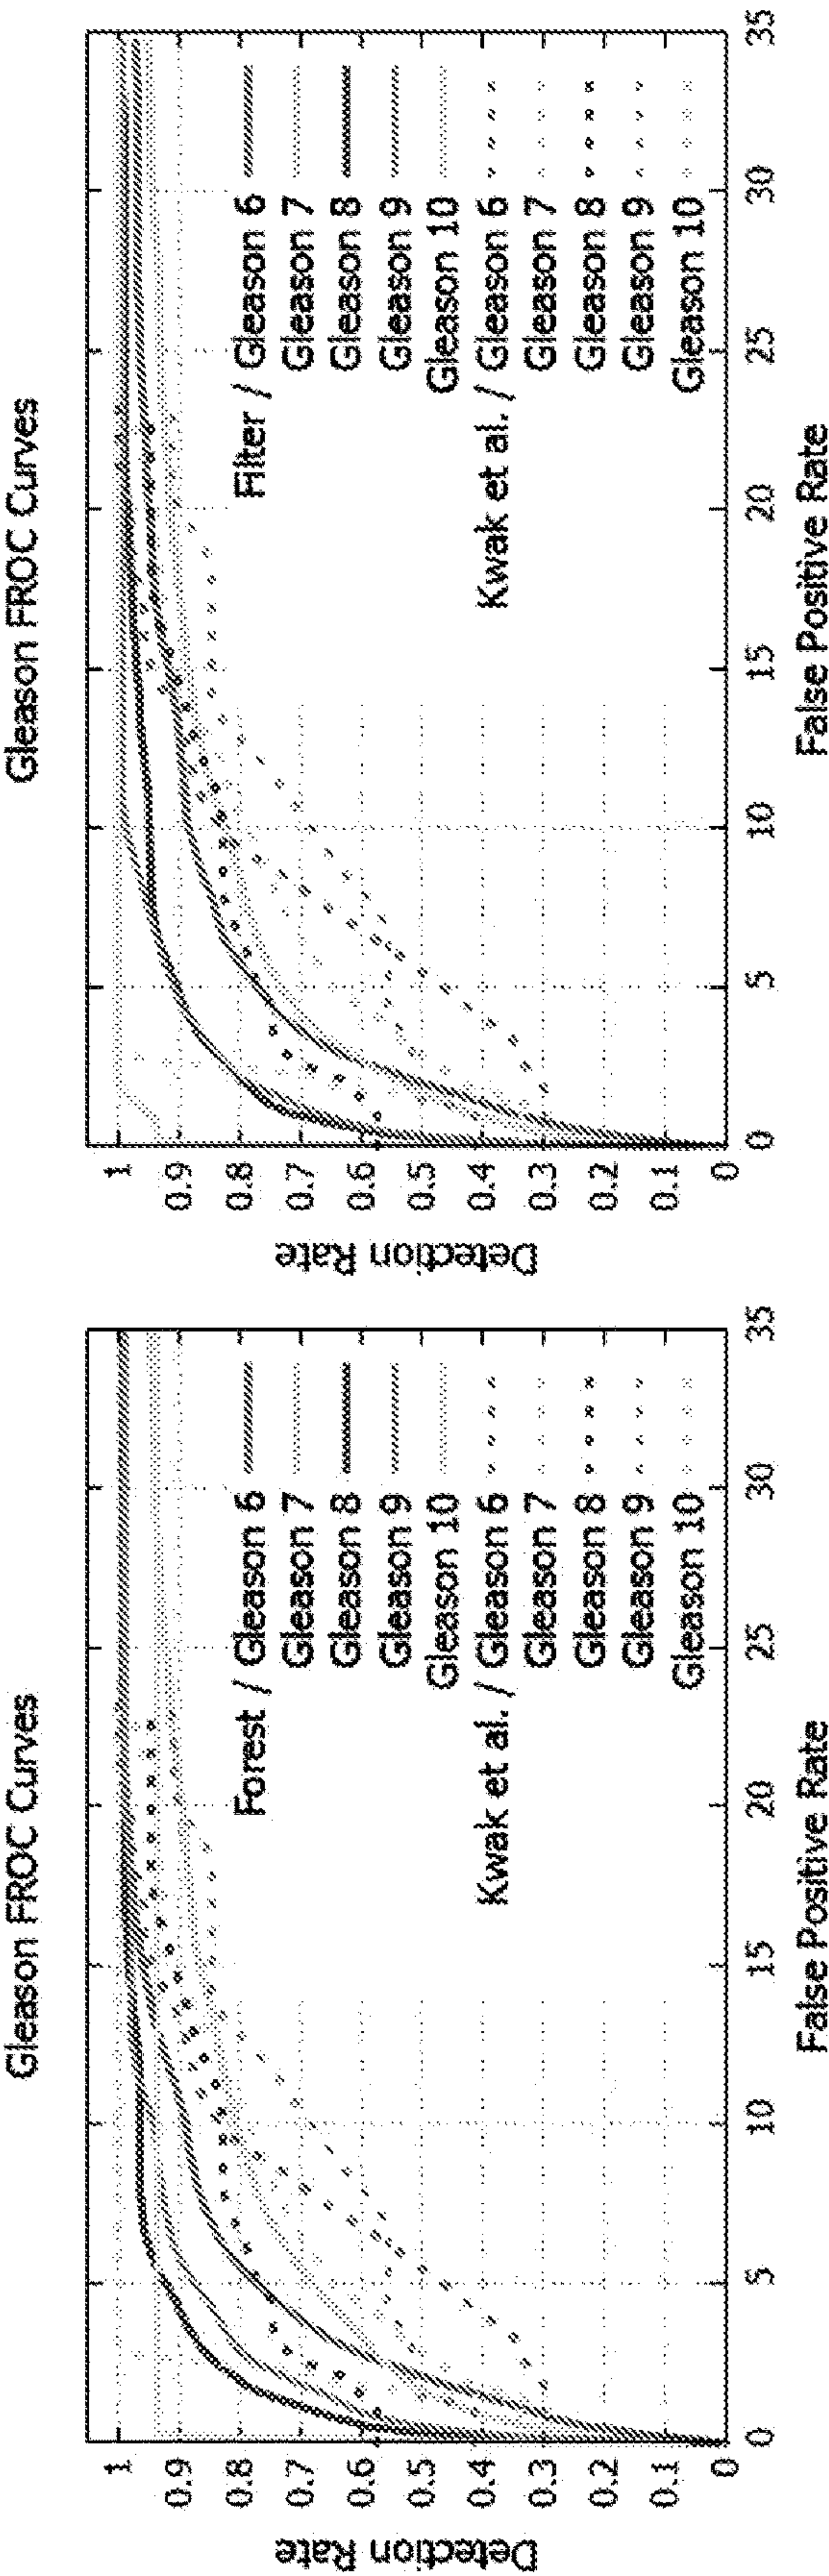 Gleason FROC Curves
1
0.9
0.8
0.7
0.6
0.5
0.4
0.3
0.2
0.1
0
Detection Rate
0
5
10
15
20
25
30
35
False Positive Rate
Forest / Gleason 6
Gleason 7
Gleason 8
Gleason 9
Gleason 10
Kwak et al. / Gleason 6
Gleason 7
Gleason 8
Gleason 9
Gleason 10
Gleason FROC Curves
1
0.9
0.8
0.7
0.6
0.5
0.4
0.3
0.2
0.1
0
Detection Rate
0
5
10
15
20
25
30
35
False Positive Rate
Filter / Gleason 6
Gleason 7
Gleason 8
Gleason 9
Gleason 10
Kwak et al. / Gleason 6
Gleason 7
Gleason 8
Gleason 9
Gleason 10